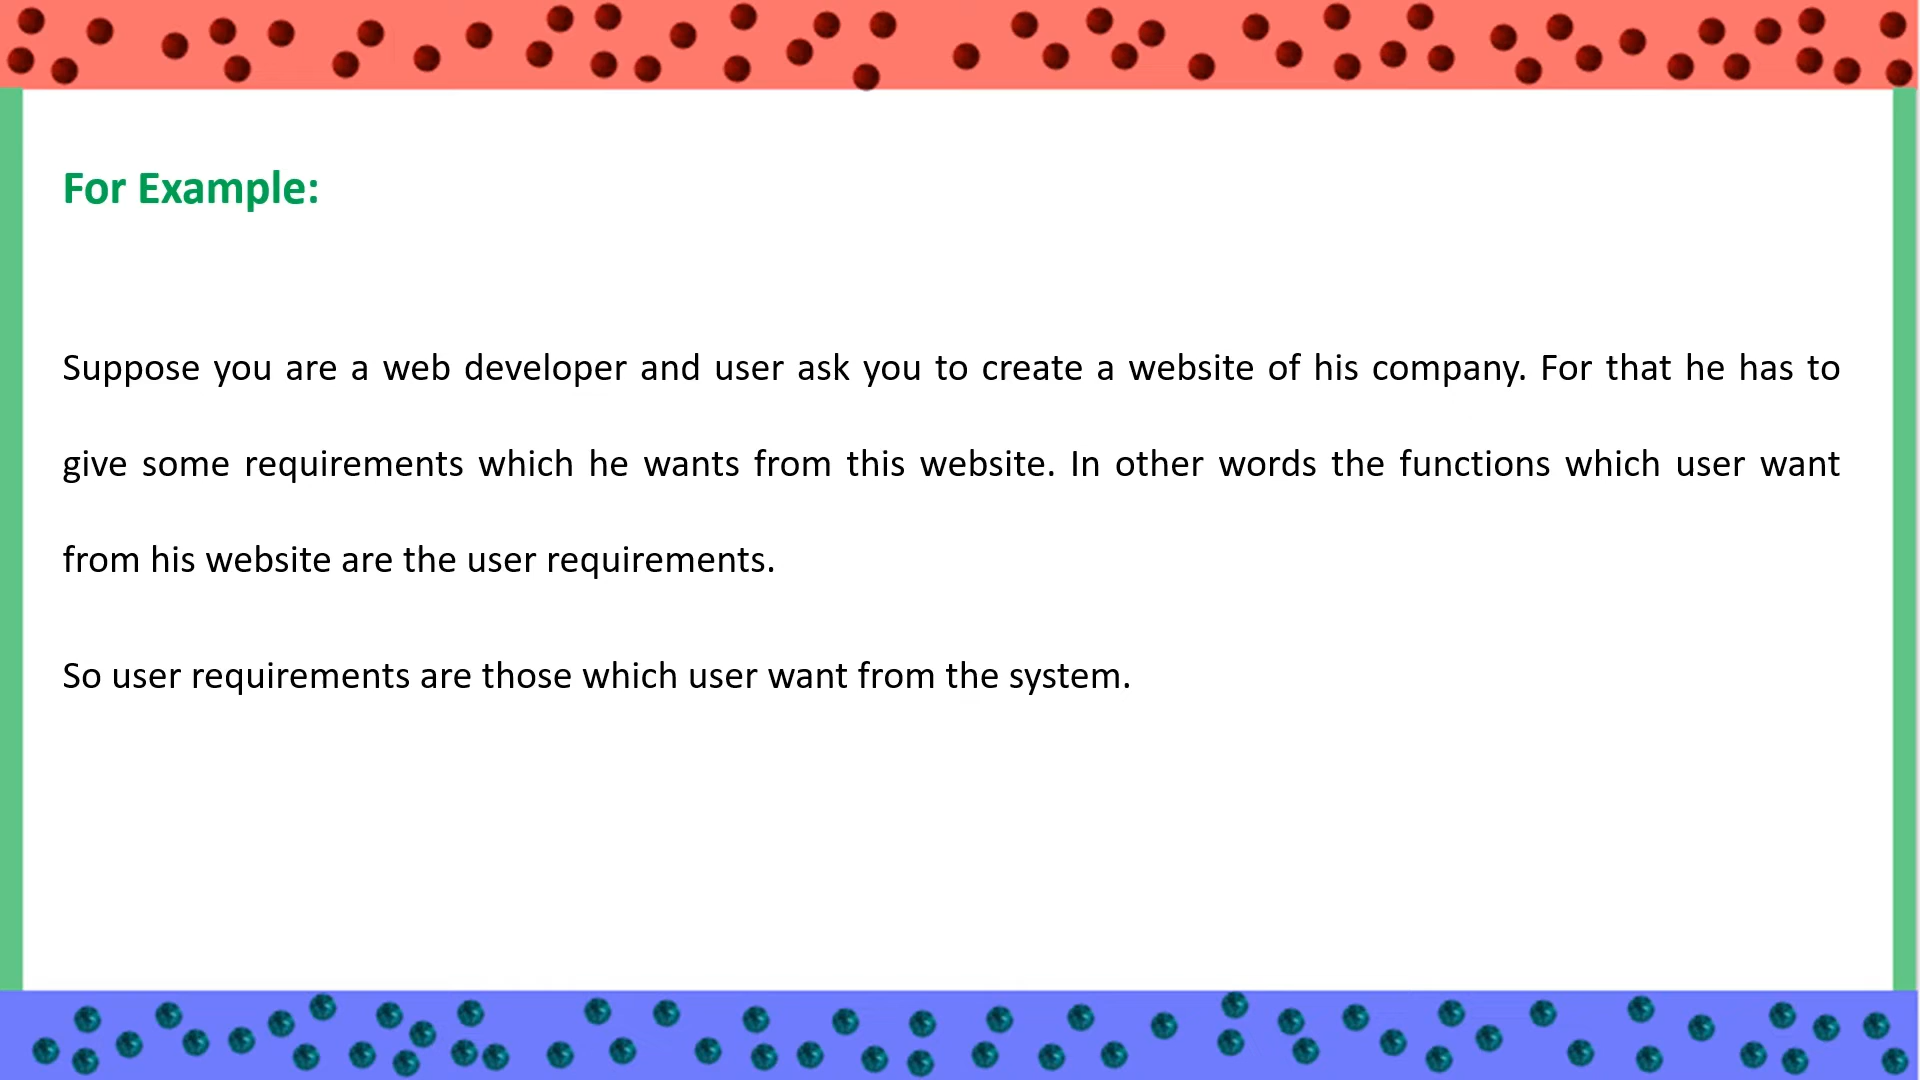 For Example:
Suppose you are a web developer and user ask you to create a website of his company. For that he has to
give some requirements which he wants from this website. In other words the functions which user want
from his website are the user requirements.
So user requirements are those which user want from the system.